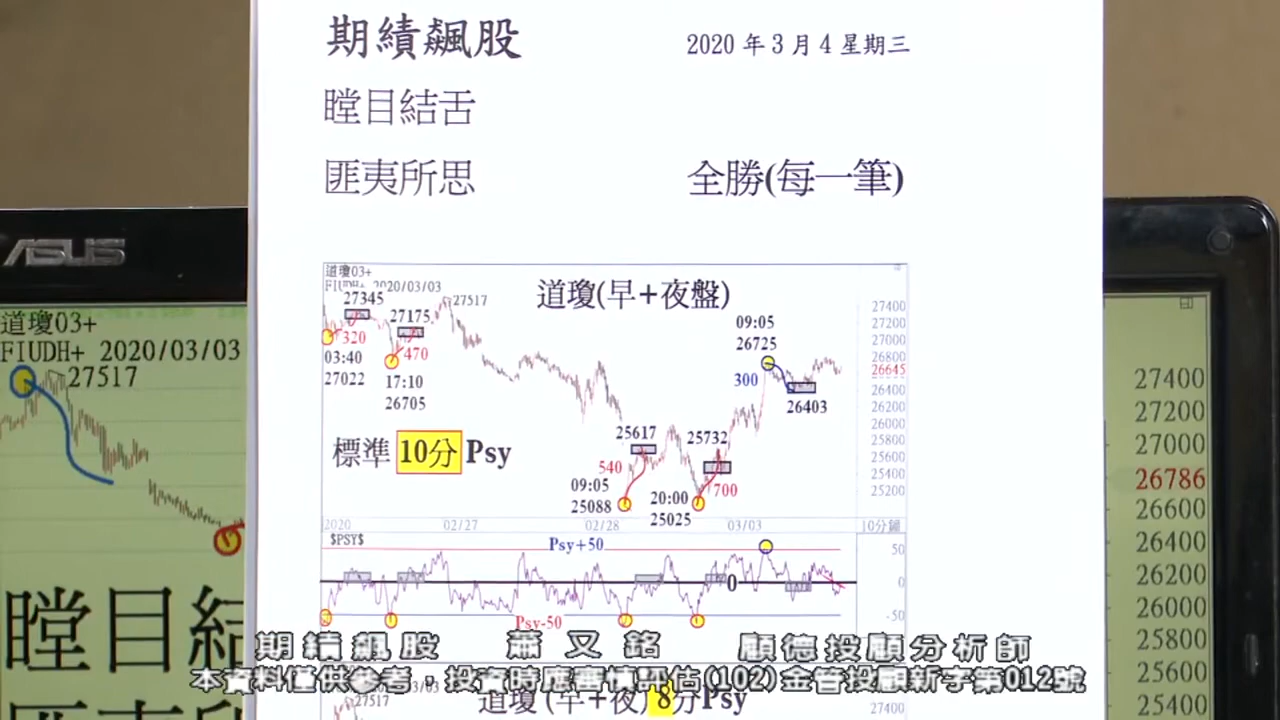 期績飆股 2020 年 3 月 4 星期三
瞠目結舌
匪夷所思 全勝(每一筆)
ASUS
道瓊03+
FIUDH+ 2020/03/03
27517
27400
27200
27000
26786
26600
26400
26200
26000
25800
25600
25400
瞠目結
道瓊03+
FIUDH+ 2020/03/03
道瓊(早+夜盤)
27345
27175
27517
320
470
03:40
27022
17:10
26705
09:05
26725
300
26403
25617
540
09:05
25088
25732
700
20:00
25025
標準 10分 Psy
27400
27200
27000
26800
26645
26400
26200
26000
25800
25600
25400
25200
2020 02/27 02/28 03/03 10分鐘
$PSY$
Psy+50
Psy-50
0
50
0
-50
期績飆股 蕭又銘 顧德投顧分析師
本資料僅供參考，投資時應審慎評估(102)金管投顧新字第012號
27517
道瓊 (早+夜) 8分Psy
27400